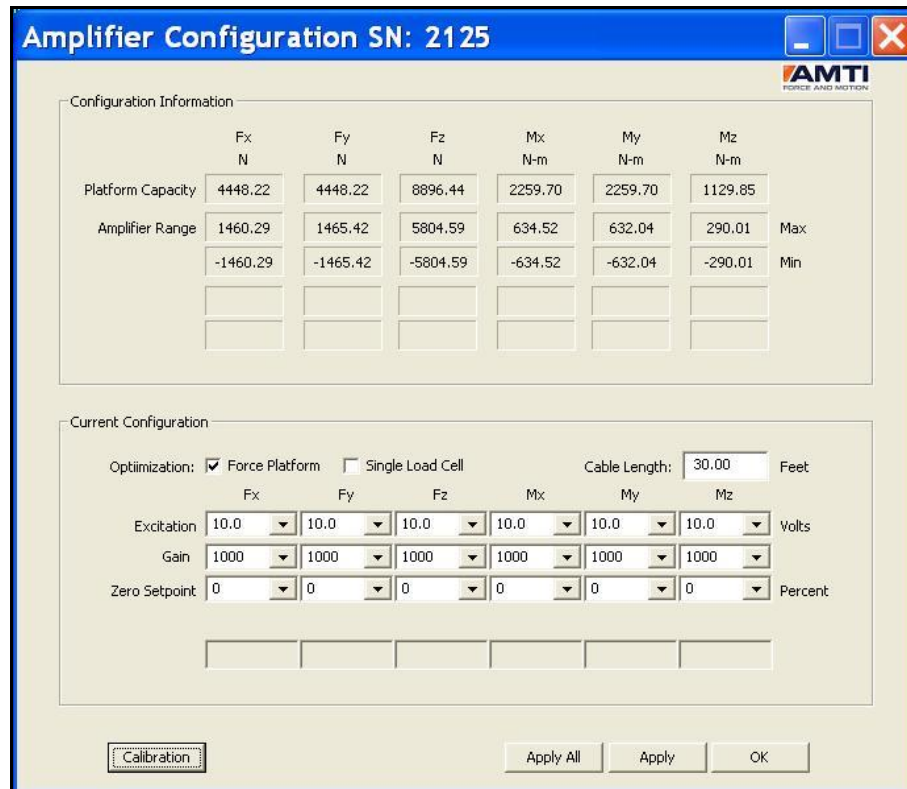 Amplifier Configuration SN: 2125
AMTI
FORCE AND MOTION
Configuration Information
Fx Fy Fz Mx My Mz
N N N N-m N-m N-m
Platform Capacity 4448.22 4448.22 8896.44 2259.70 2259.70 1129.85
Amplifier Range 1460.29 1465.42 5804.59 634.52 632.04 290.01 Max
-1460.29 -1465.42 -5804.59 -634.52 -632.04 -290.01 Min
Current Configuration
Optiimization: Force Platform Single Load Cell Cable Length: 30.00 Feet
Fx Fy Fz Mx My Mz
Excitation 10.0 10.0 10.0 10.0 10.0 10.0 Volts
Gain 1000 1000 1000 1000 1000 1000
Zero Setpoint 0 0 0 0 0 0 Percent
Calibration Apply All Apply OK